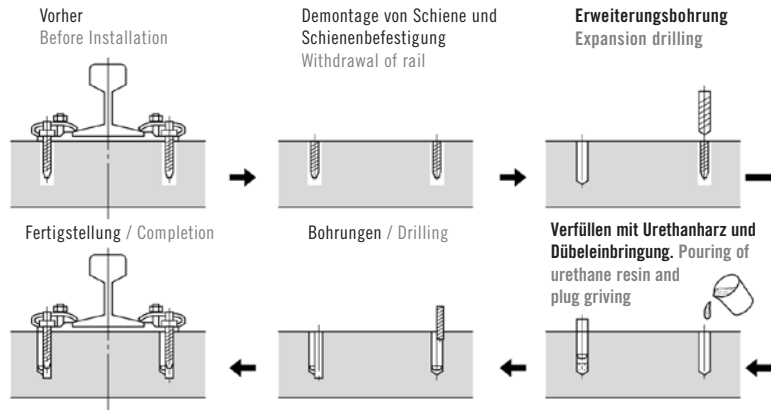 Vorher
Before Installation
Demontage von Schiene und
Schienenbefestigung
Withdrawal of rail
Erweiterungsbohrung
Expansion drilling
Fertigstellung / Completion
Bohrungen / Drilling
Verfüllen mit Urethanharz und
Dübeleinbringung. Pouring of
urethane resin and
plug griving